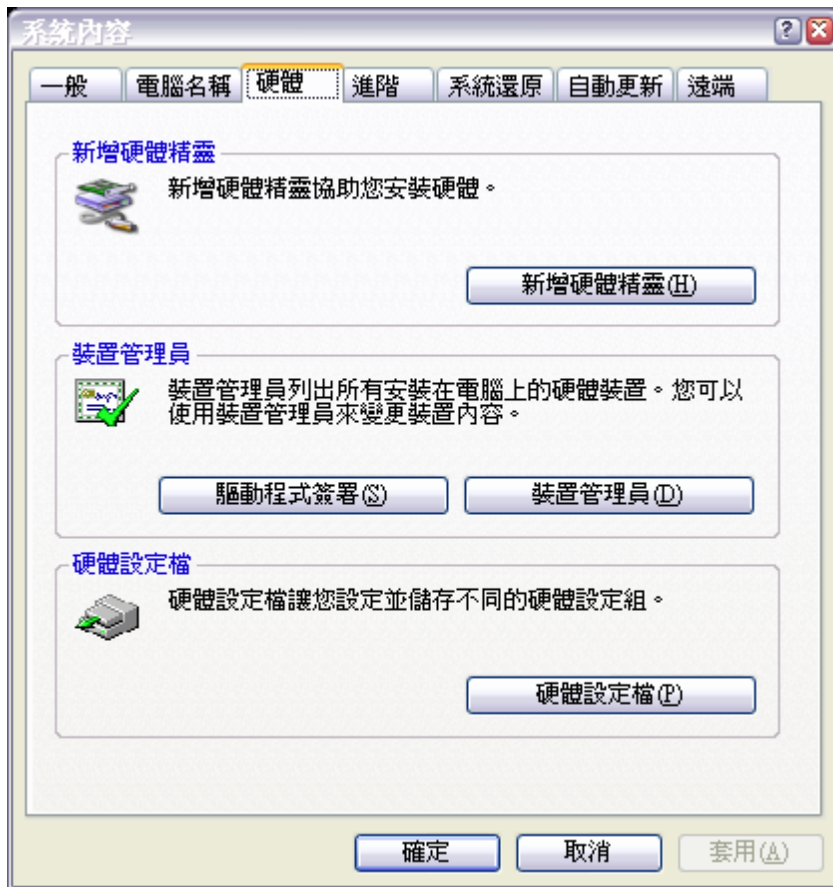 系統內容
一般 電腦名稱 硬體 進階 系統還原 自動更新 遠端
新增硬體精靈
新增硬體精靈協助您安裝硬體。
新增硬體精靈(H)
裝置管理員
裝置管理員列出所有安裝在電腦上的硬體裝置。您可以
使用裝置管理員來變更裝置內容。
驅動程式簽署(S) 裝置管理員(D)
硬體設定檔
硬體設定檔讓您設定並儲存不同的硬體設定組。
硬體設定檔(P)
確定 取消 套用(A)